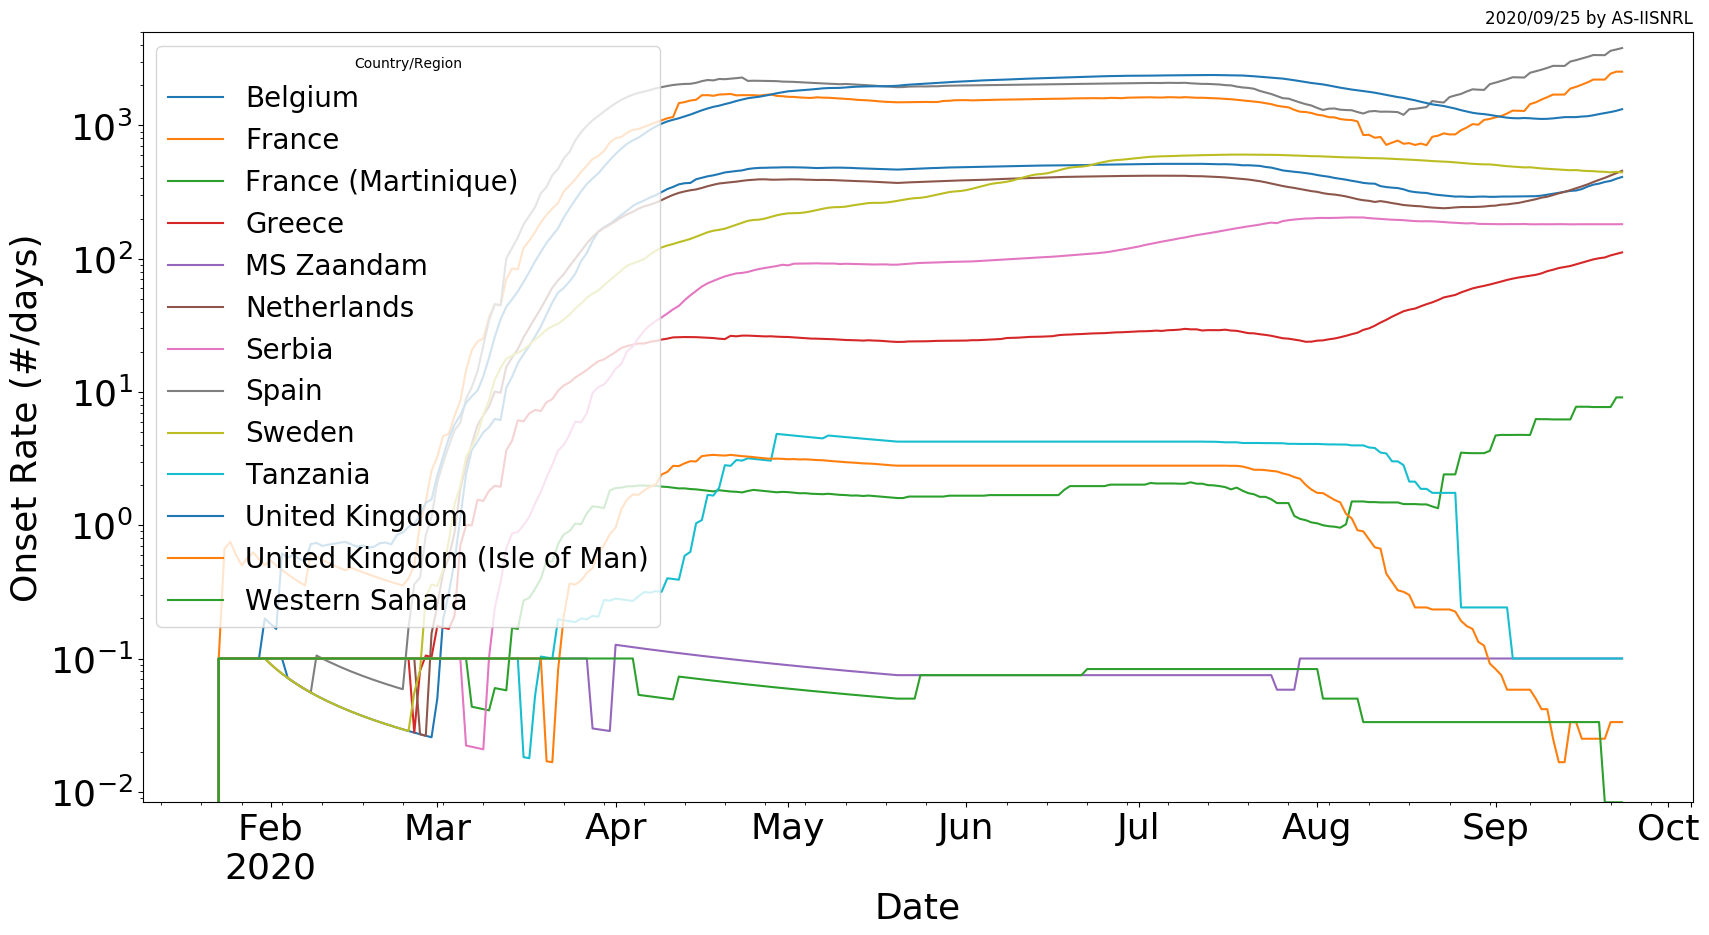 2020/09/25 by AS-IISNRL
Country/Region
Belgium
France
France (Martinique)
Greece
MS Zaandam
Netherlands
Serbia
Spain
Sweden
Tanzania
United Kingdom
United Kingdom (Isle of Man)
Western Sahara
Onset Rate (#/days)
10³
10²
10¹
10⁰
10⁻¹
10⁻²
Feb Mar Apr May Jun Jul Aug Sep Oct
2020
Date